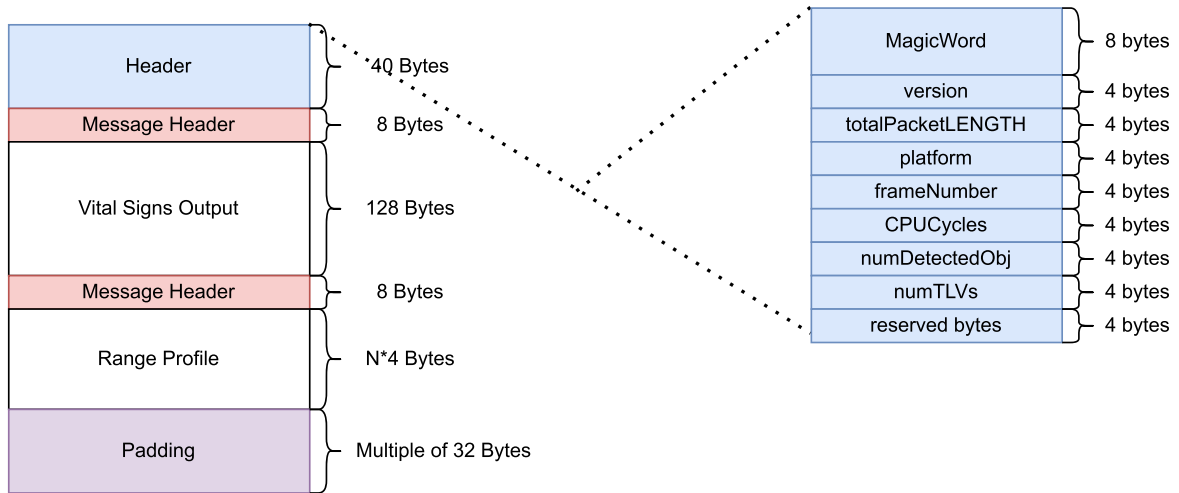 Header
40 Bytes
Message Header
8 Bytes
Vital Signs Output
128 Bytes
Message Header
8 Bytes
Range Profile
N*4 Bytes
Padding
Multiple of 32 Bytes
MagicWord
8 bytes
version
4 bytes
totalPacketLENGTH
4 bytes
platform
4 bytes
frameNumber
4 bytes
CPUCycles
4 bytes
numDetectedObj
4 bytes
numTLVs
4 bytes
reserved bytes
4 bytes